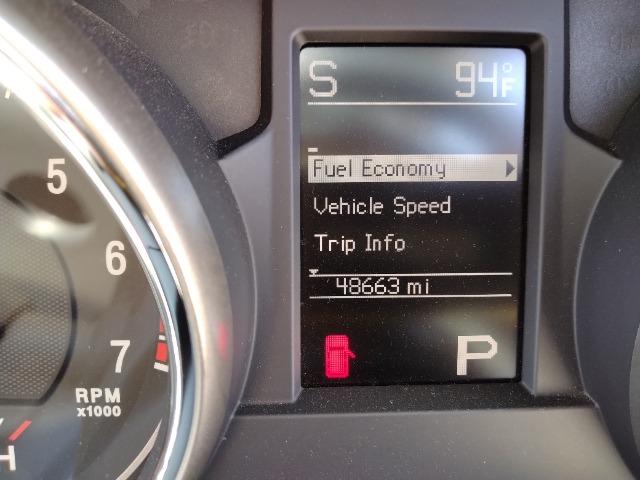 S 94°F
Fuel Economy
Vehicle Speed
Trip Info
48663 mi
P
5
6
7
RPM
x1000
H